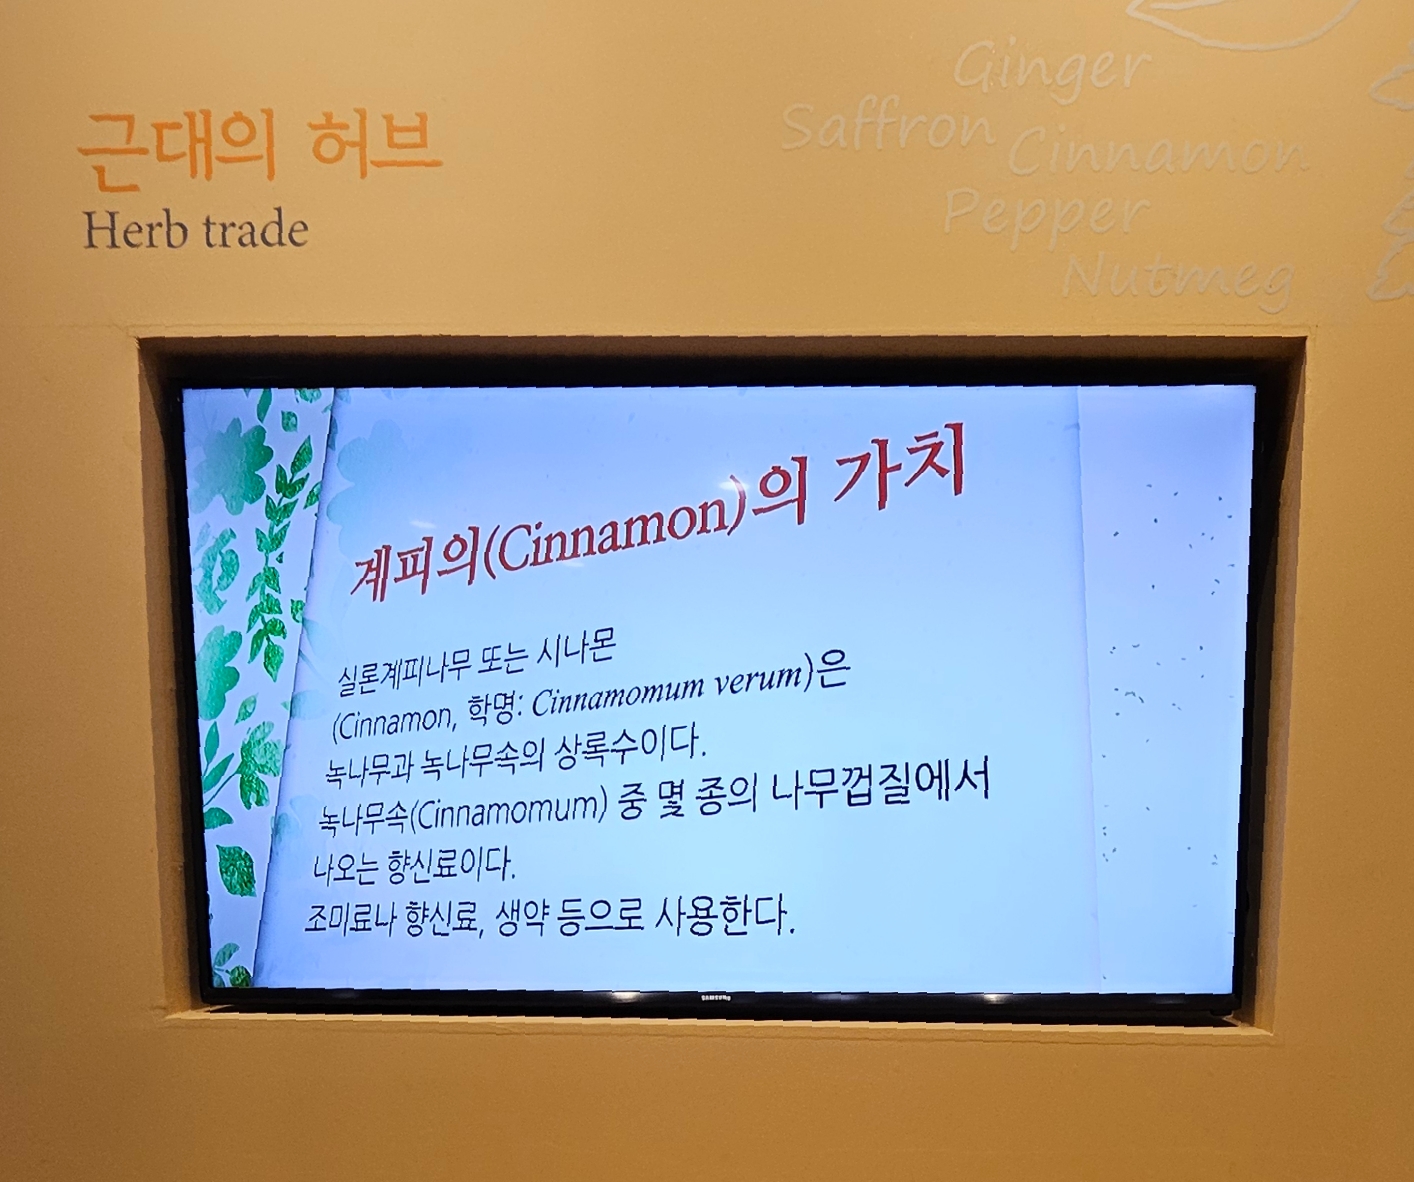 근대의 허브
Herb trade
Ginger
Saffron
Cinnamon
Pepper
Nutmeg
계피의(Cinnamon)의 가치
실론계피나무 또는 시나몬
(Cinnamon, 학명: Cinnamomum verum)은
녹나무과 녹나무속의 상록수이다.
녹나무속(Cinnamomum) 중 몇 종의 나무껍질에서
나오는 향신료이다.
조미료나 향신료, 생약 등으로 사용한다.
SAMSUNG